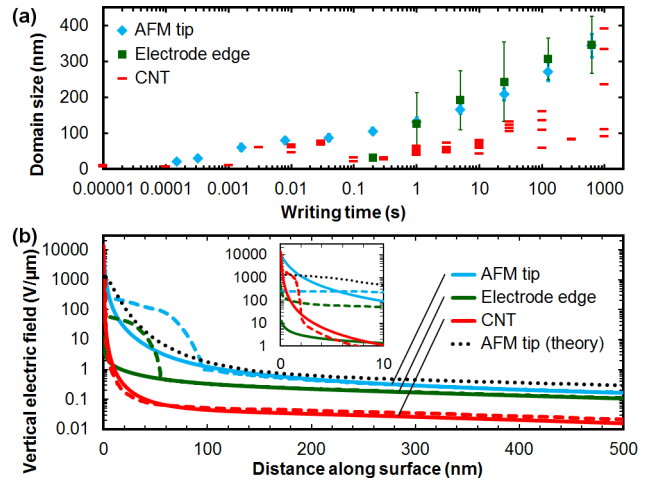 (a)
Domain size (nm)
400
300
200
100
0
AFM tip
Electrode edge
CNT
0.00001 0.0001 0.001 0.01 0.1 1 10 100 1000
Writing time (s)
(b)
Vertical electric field (V/µm)
10000
1000
100
10
1
0.1
0.01
10000
1000
100
10
1
0 10
AFM tip
Electrode edge
CNT
AFM tip (theory)
0 100 200 300 400 500
Distance along surface (nm)